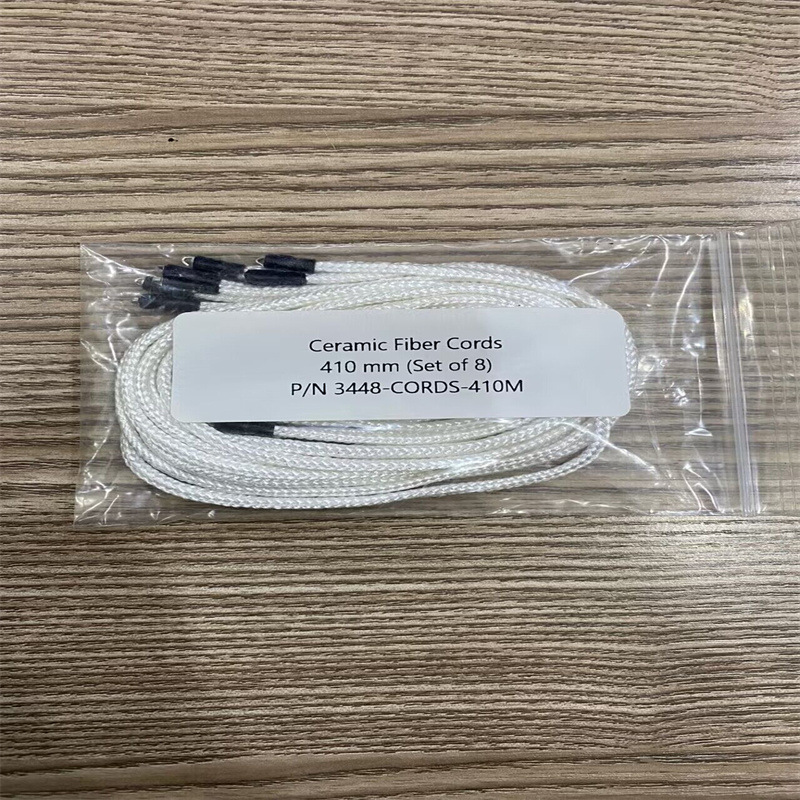 Ceramic Fiber Cords
410 mm (Set of 8)
P/N 3448-CORDS-410M